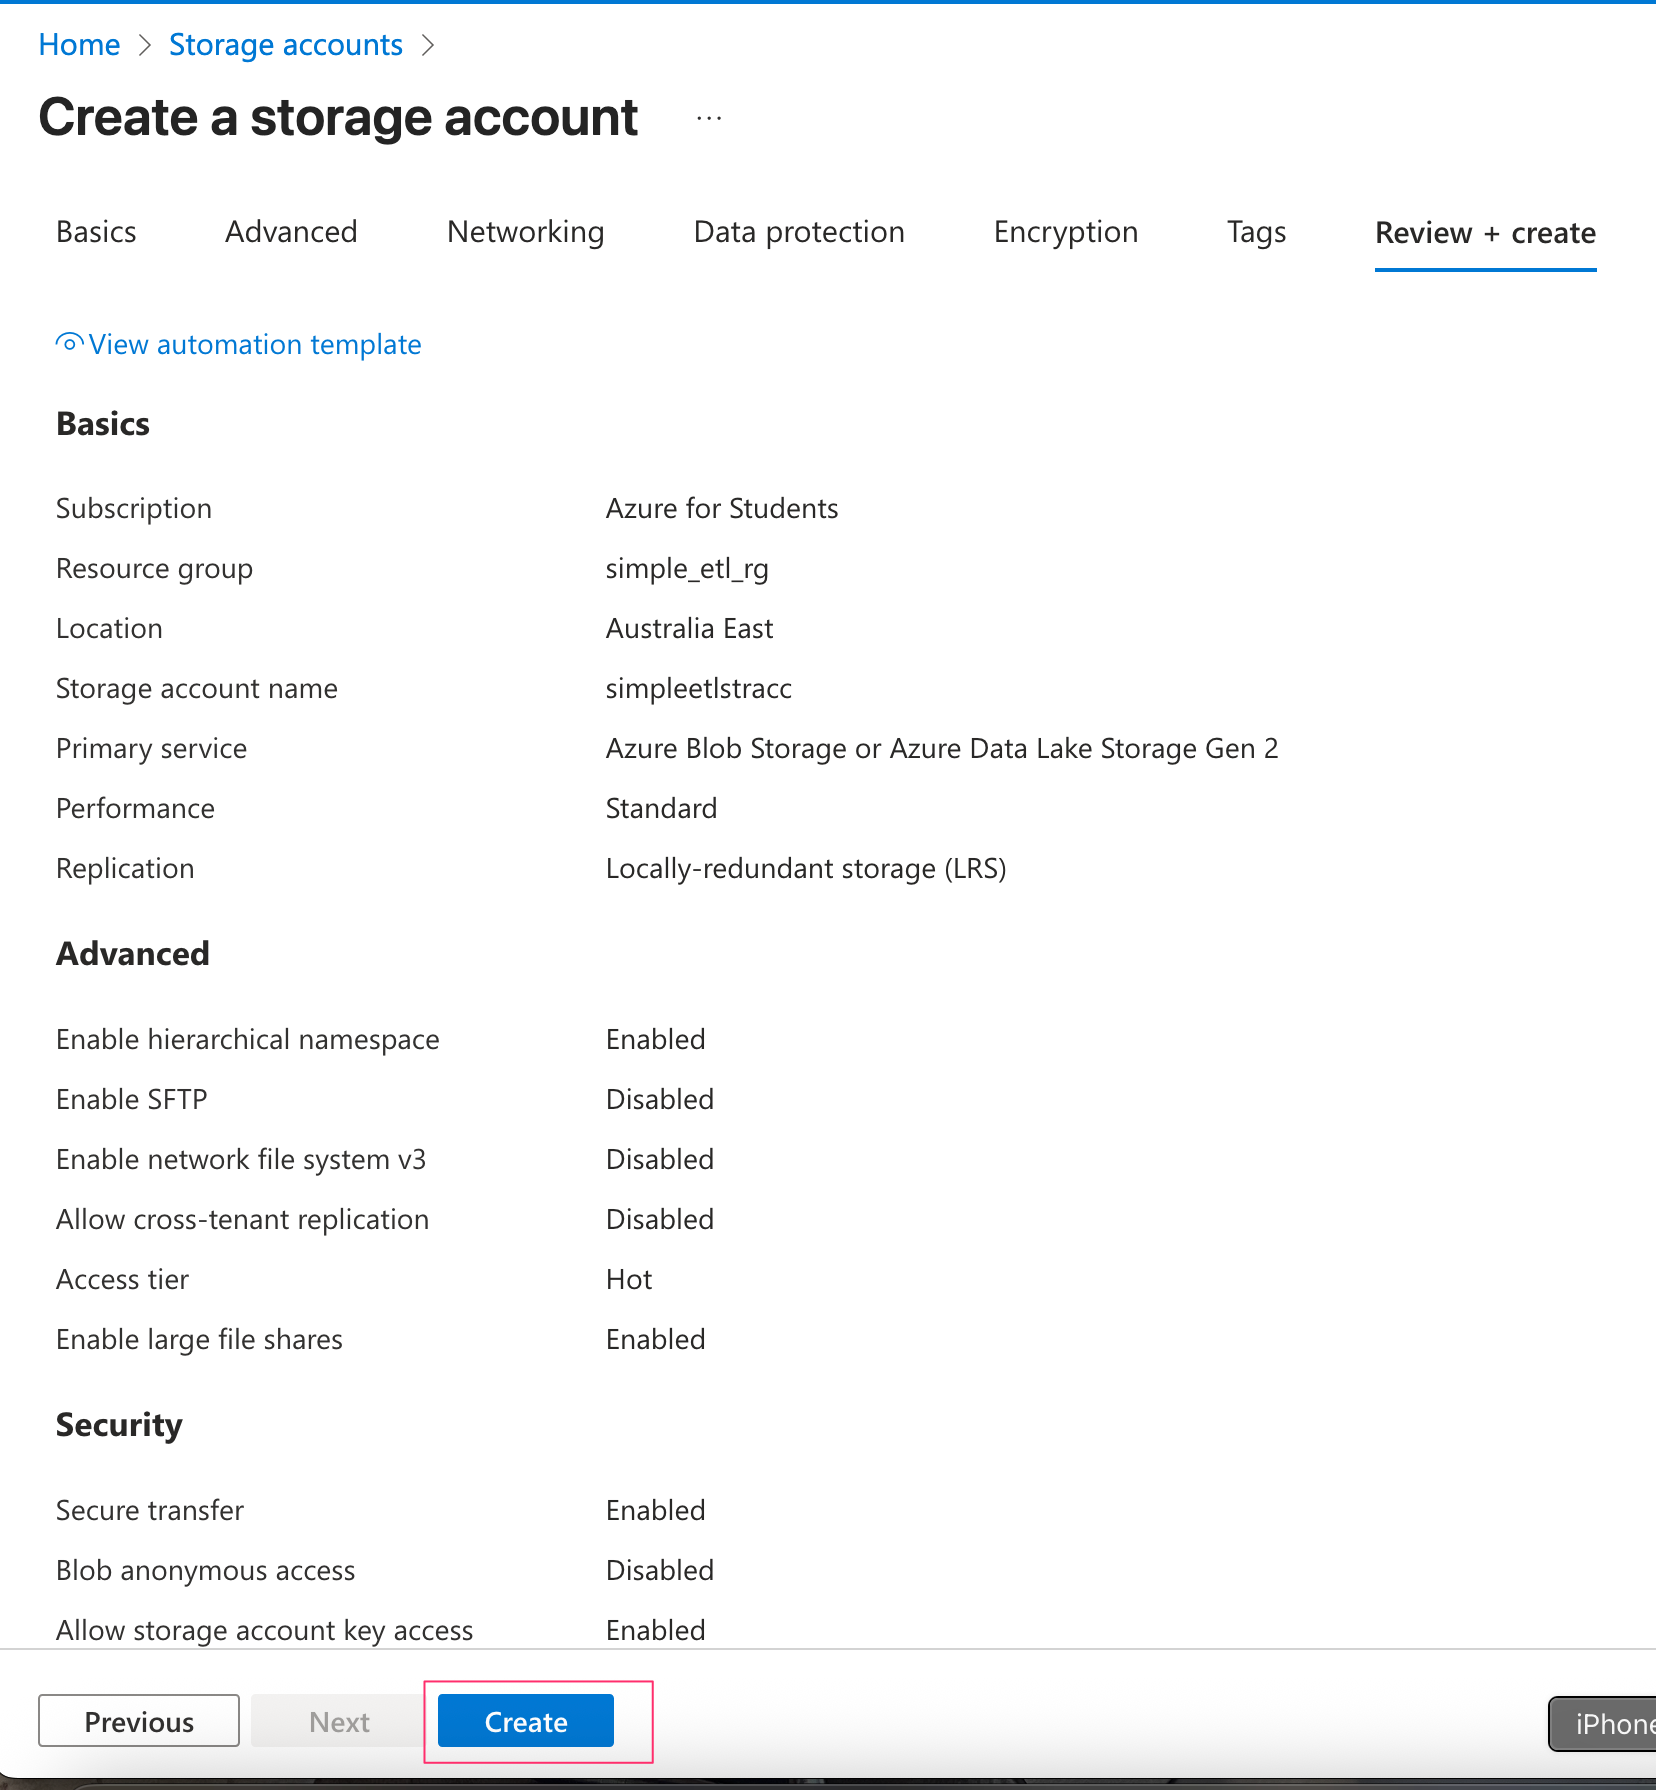 Home > Storage accounts >
Create a storage account ...
Basics Advanced Networking Data protection Encryption Tags Review + create
View automation template
Basics
Subscription Azure for Students
Resource group simple_etl_rg
Location Australia East
Storage account name simpleetlstracc
Primary service Azure Blob Storage or Azure Data Lake Storage Gen 2
Performance Standard
Replication Locally-redundant storage (LRS)
Advanced
Enable hierarchical namespace Enabled
Enable SFTP Disabled
Enable network file system v3 Disabled
Allow cross-tenant replication Disabled
Access tier Hot
Enable large file shares Enabled
Security
Secure transfer Enabled
Blob anonymous access Disabled
Allow storage account key access Enabled
Previous Next Create iPhone